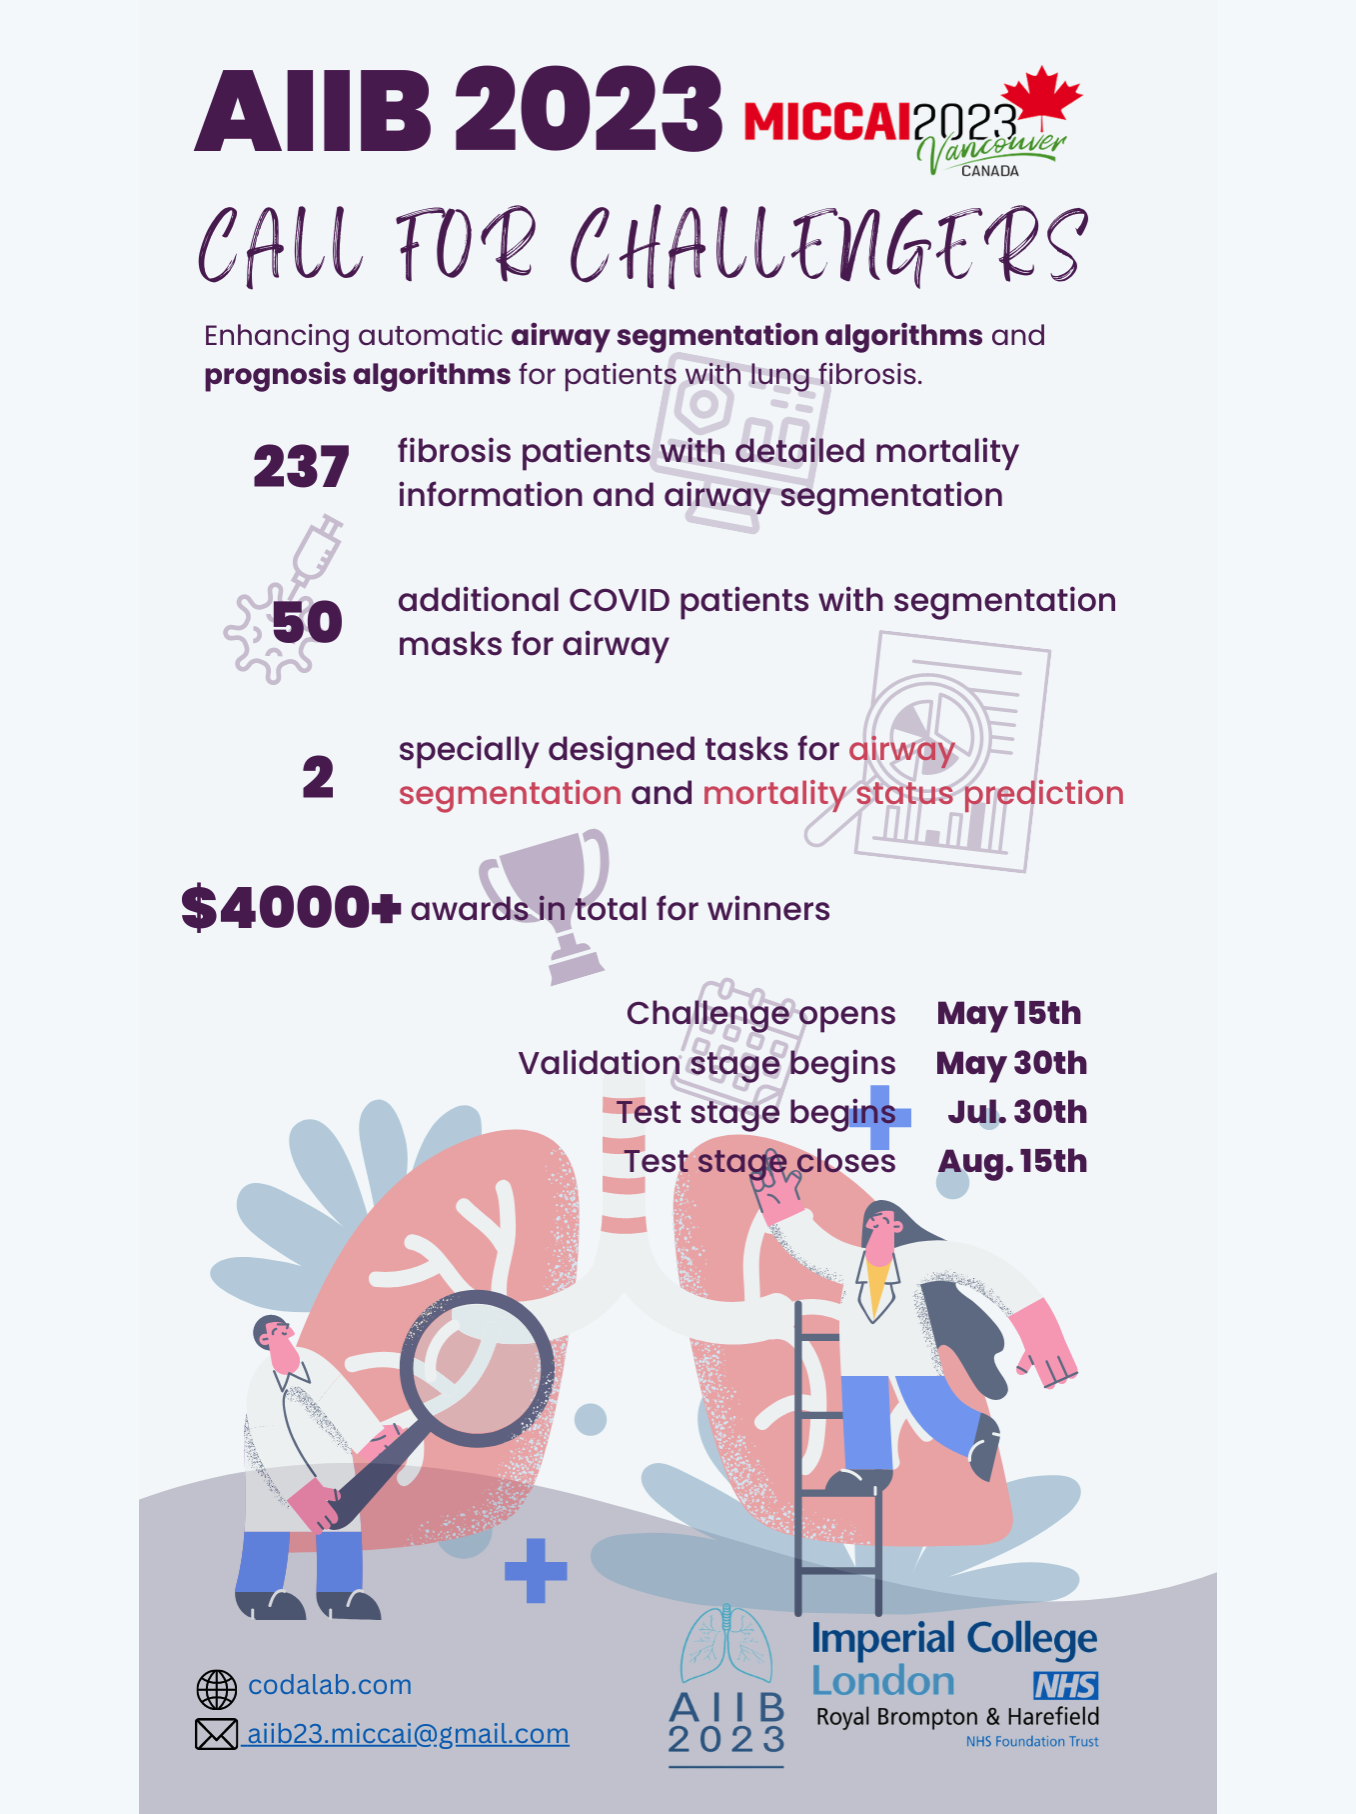 AIIB 2023
MICCAI2023
Vancouver
CANADA
CALL FOR CHALLENGERS
Enhancing automatic airway segmentation algorithms and
prognosis algorithms for patients with lung fibrosis.
237
fibrosis patients with detailed mortality
information and airway segmentation
50
additional COVID patients with segmentation
masks for airway
2
specially designed tasks for airway
segmentation and mortality status prediction
$4000+ awards in total for winners
Challenge opens May 15th
Validation stage begins May 30th
Test stage begins Jul. 30th
Test stage closes Aug. 15th
codalab.com
aiib23.miccai@gmail.com
AIIB
2023
Imperial College
London
NHS
Royal Brompton & Harefield
NHS Foundation Trust